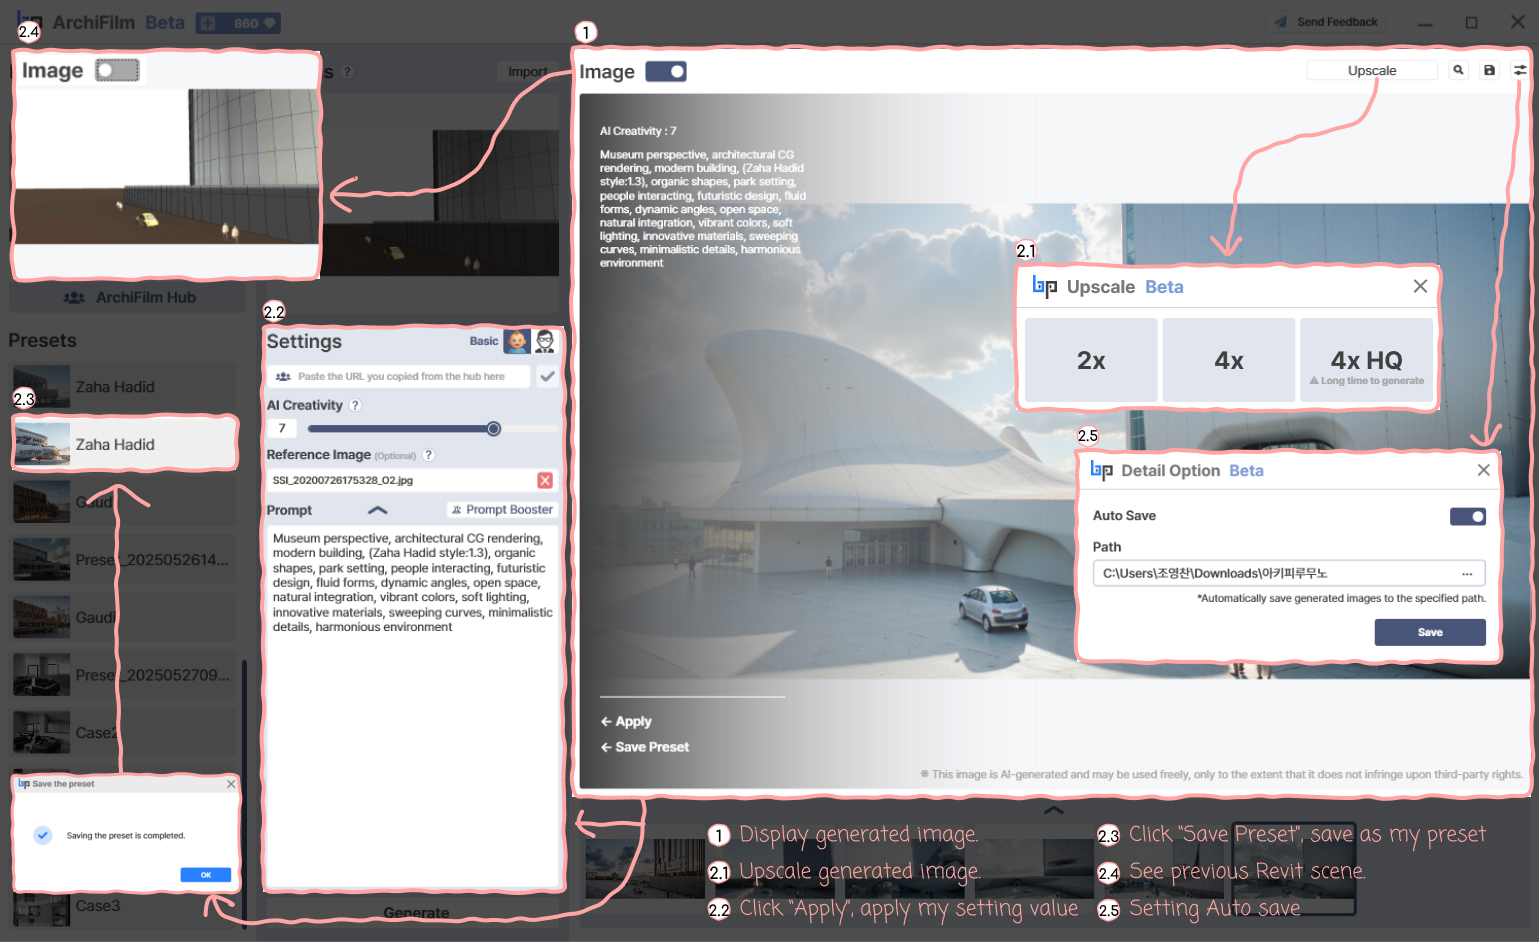 ArchiFilm Beta
860
Send Feedback
2.4
Image
?
Import
1
Image
Upscale
AI Creativity : 7
Museum perspective, architectural CG
rendering, modern building, (Zaha Hadid
style:1.3), organic shapes, park setting,
people interacting, futuristic design, fluid
forms, dynamic angles, open space,
natural integration, vibrant colors, soft
lighting, innovative materials, sweeping
curves, minimalistic details, harmonious
environment
← Apply
← Save Preset
※ This image is AI-generated and may be used freely, only to the extent that it does not infringe upon third-party rights.
2.1
bp Upscale Beta
2x
4x
4x HQ
Long time to generate
2.5
bp Detail Option Beta
Auto Save
Path
C:\Users\조영찬\Downloads\아키피루무노
...
*Automatically save generated images to the specified path.
Save
ArchiFilm Hub
Presets
Zaha Hadid
2.3
Zaha Hadid
Gaudi
Preset_2025052614...
Gaudi
Preset_2025052709...
Case2
bp Save the preset
Saving the preset is completed.
OK
Case3
2.2
Settings
Basic
Paste the URL you copied from the hub here
AI Creativity ?
7
Reference Image (Optional) ?
SSI_20200726175328_O2.jpg
Prompt
Prompt Booster
Museum perspective, architectural CG rendering,
modern building, (Zaha Hadid style:1.3), organic
shapes, park setting, people interacting, futuristic
design, fluid forms, dynamic angles, open space,
natural integration, vibrant colors, soft lighting,
innovative materials, sweeping curves, minimalistic
details, harmonious environment
Generate
1 Display generated image.
2.1 Upscale generated image.
2.2 Click "Apply", apply my setting value
2.3 Click "Save Preset", save as my preset
2.4 See previous Revit scene.
2.5 Setting Auto save